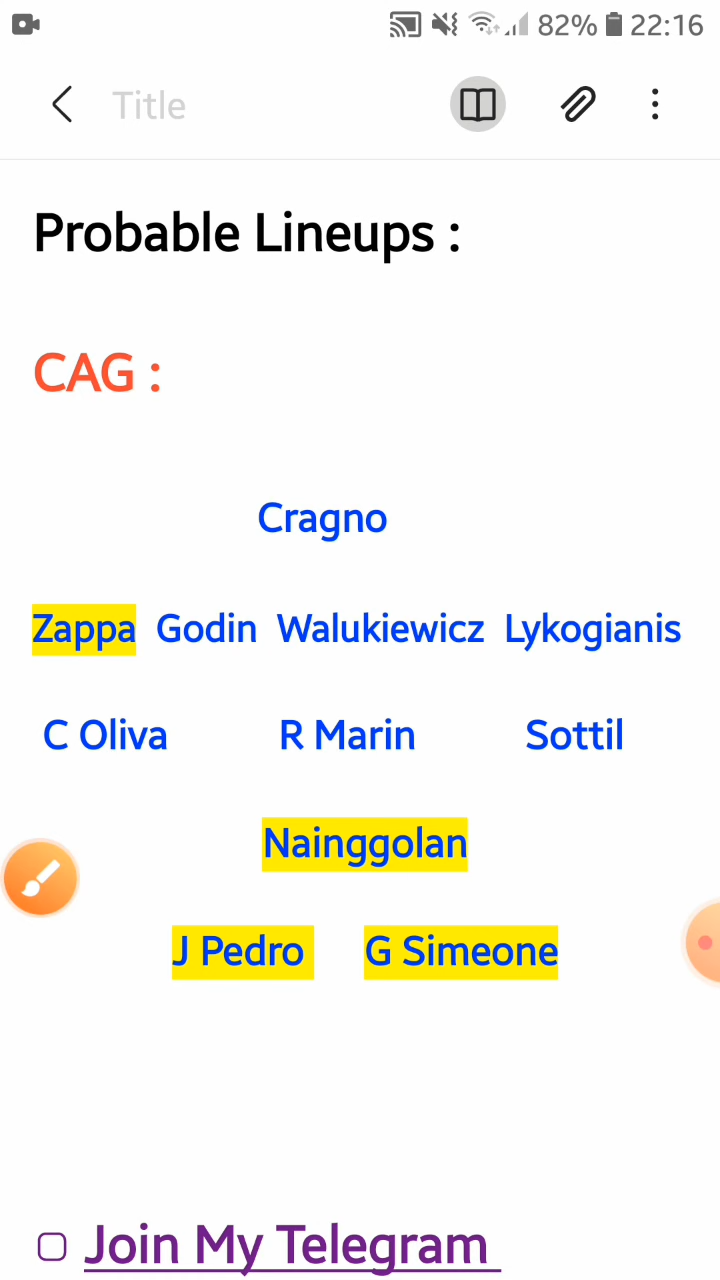 82% 22:16
Title
Probable Lineups :
CAG :
Cragno
Zappa Godin Walukiewicz Lykogianis
C Oliva R Marin Sottil
Nainggolan
J Pedro G Simeone
Join My Telegram